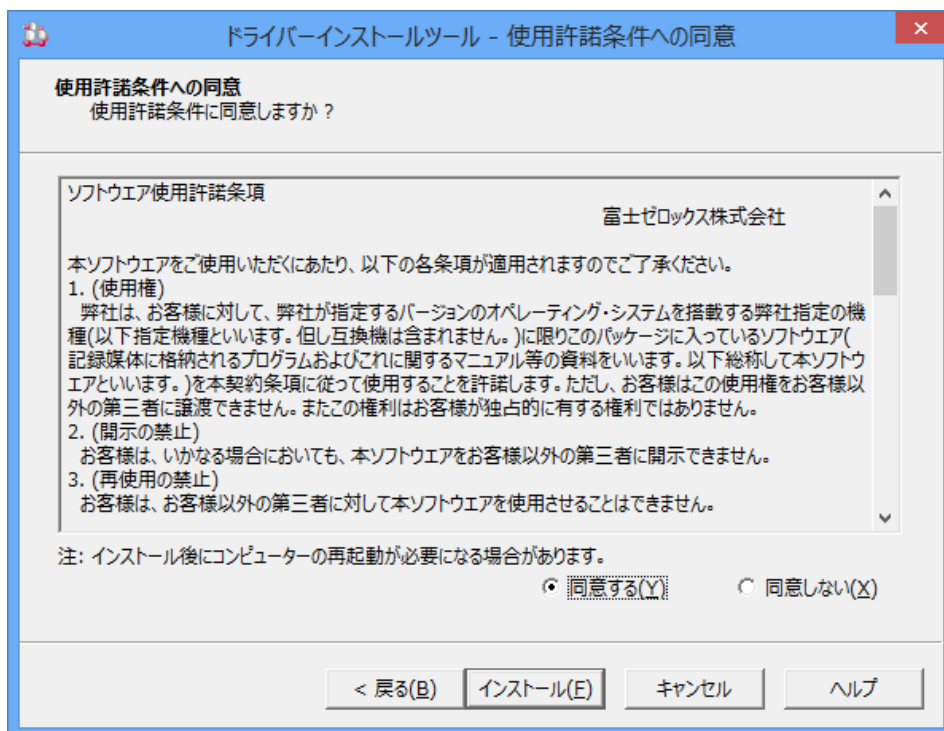 ドライバーインストールツール - 使用許諾条件への同意
使用許諾条件への同意
使用許諾条件に同意しますか？
ソフトウエア使用許諾条項
富士ゼロックス株式会社
本ソフトウエアをご使用いただくにあたり、以下の各条項が適用されますのでご了承ください。
1. (使用権)
弊社は、お客様に対して、弊社が指定するバージョンのオペレーティング・システムを搭載する弊社指定の機
種(以下指定機種といいます。但し互換機は含まれません。)に限りこのパッケージに入っているソフトウエア(
記録媒体に格納されるプログラムおよびこれに関するマニュアル等の資料をいいます。以下総称して本ソフトウ
エアといいます。)を本契約条項に従って使用することを許諾します。ただし、お客様はこの使用権をお客様以
外の第三者に譲渡できません。またこの権利はお客様が独占的に有する権利ではありません。
2. (開示の禁止)
お客様は、いかなる場合においても、本ソフトウエアをお客様以外の第三者に開示できません。
3. (再使用の禁止)
お客様は、お客様以外の第三者に対して本ソフトウエアを使用させることはできません。
注: インストール後にコンピューターの再起動が必要になる場合があります。
同意する(Y) 同意しない(X)
< 戻る(B) インストール(F) キャンセル ヘルプ